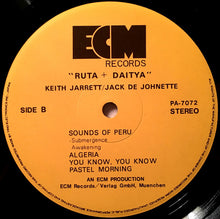 ECM
RECORDS
"RUTA + DAITYA"
KEITH JARRETT/JACK DE JOHNETTE
SIDE B
PA-7072
STEREO
SOUNDS OF PERU
-Submergence
Awakening
ALGERIA
YOU KNOW, YOU KNOW
PASTEL MORNING
AN ECM PRODUCTION
ECM Records/Verlag GmbH, Muenchen